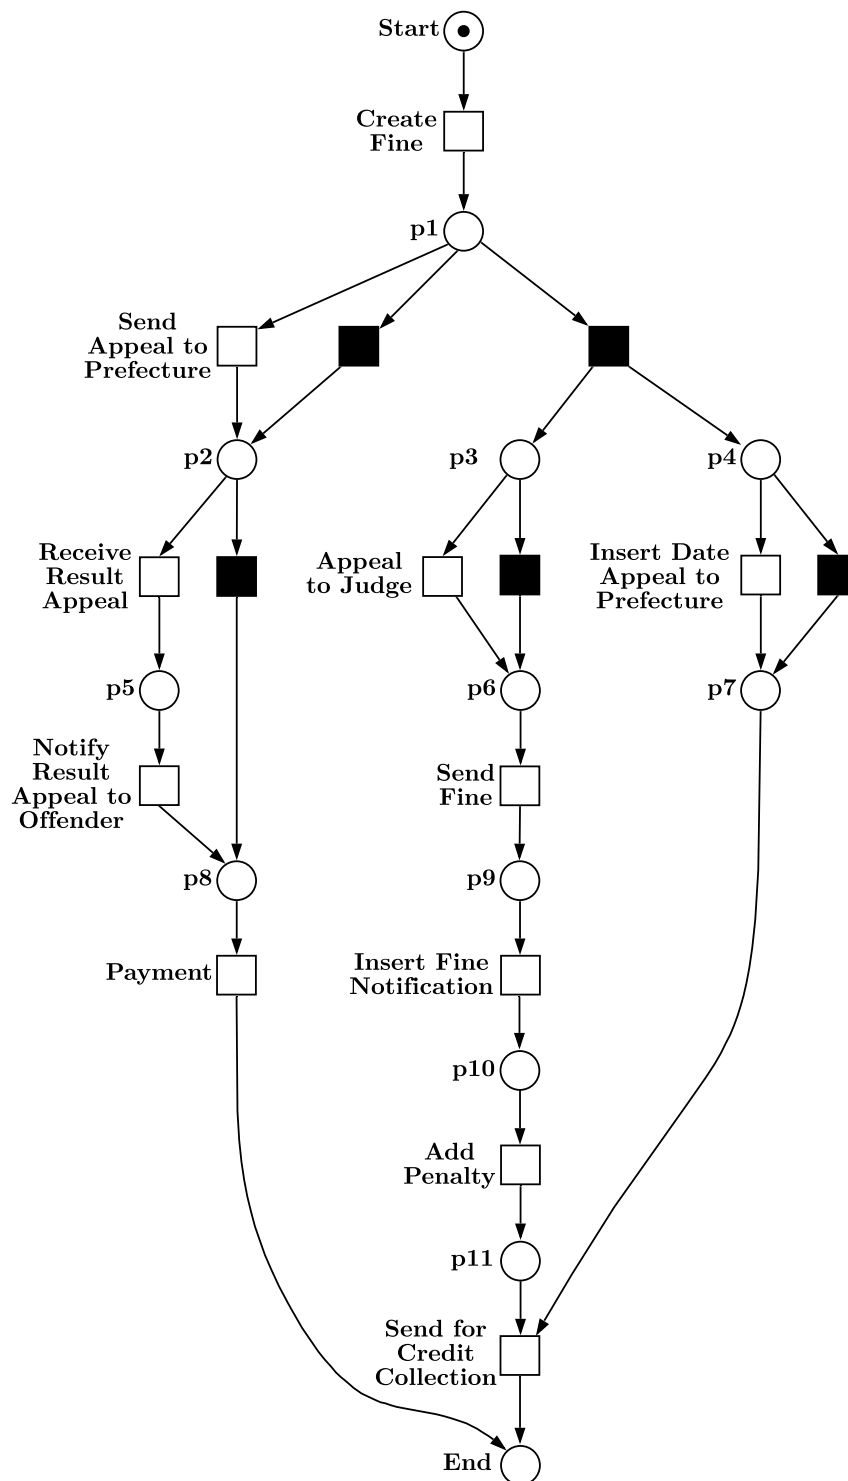 Start
Create
Fine
p1
Send
Appeal to
Prefecture
p2
p3
p4
Receive
Result
Appeal
Appeal
to Judge
Insert Date
Appeal to
Prefecture
p5
p6
p7
Notify
Result
Appeal to
Offender
Send
Fine
p8
p9
Payment
Insert Fine
Notification
p10
Add
Penalty
p11
Send for
Credit
Collection
End